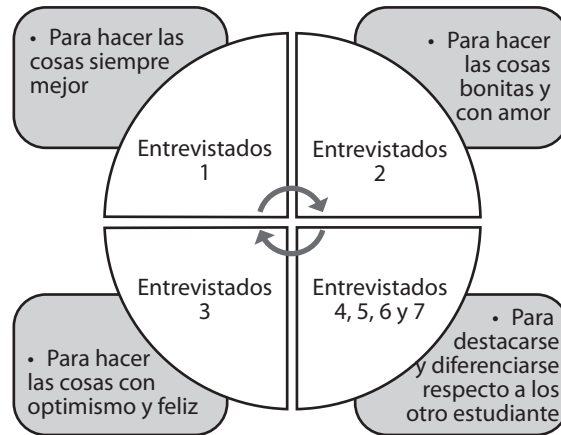 • Para hacer las
cosas siempre
mejor
• Para hacer
las cosas
bonitas y
con amor
Entrevistados
1
Entrevistados
2
Entrevistados
3
Entrevistados
4, 5, 6 y 7
• Para hacer
las cosas con
optimismo y feliz
• Para
destacarse
y diferenciarse
respecto a los
otro estudiante